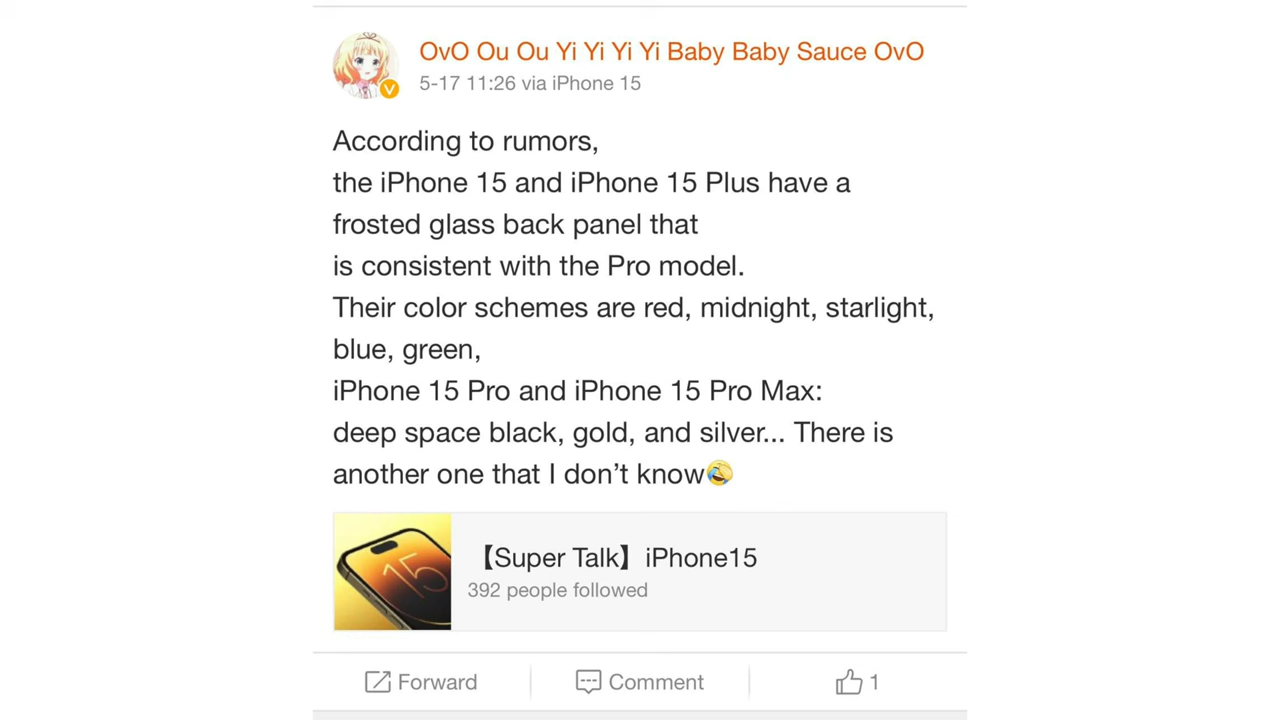 OvO Ou Ou Yi Yi Yi Yi Baby Baby Sauce OvO
5-17 11:26 via iPhone 15
According to rumors,
the iPhone 15 and iPhone 15 Plus have a
frosted glass back panel that
is consistent with the Pro model.
Their color schemes are red, midnight, starlight,
blue, green,
iPhone 15 Pro and iPhone 15 Pro Max:
deep space black, gold, and silver... There is
another one that I don’t know🤣
15
【Super Talk】iPhone15
392 people followed
Forward
Comment
1